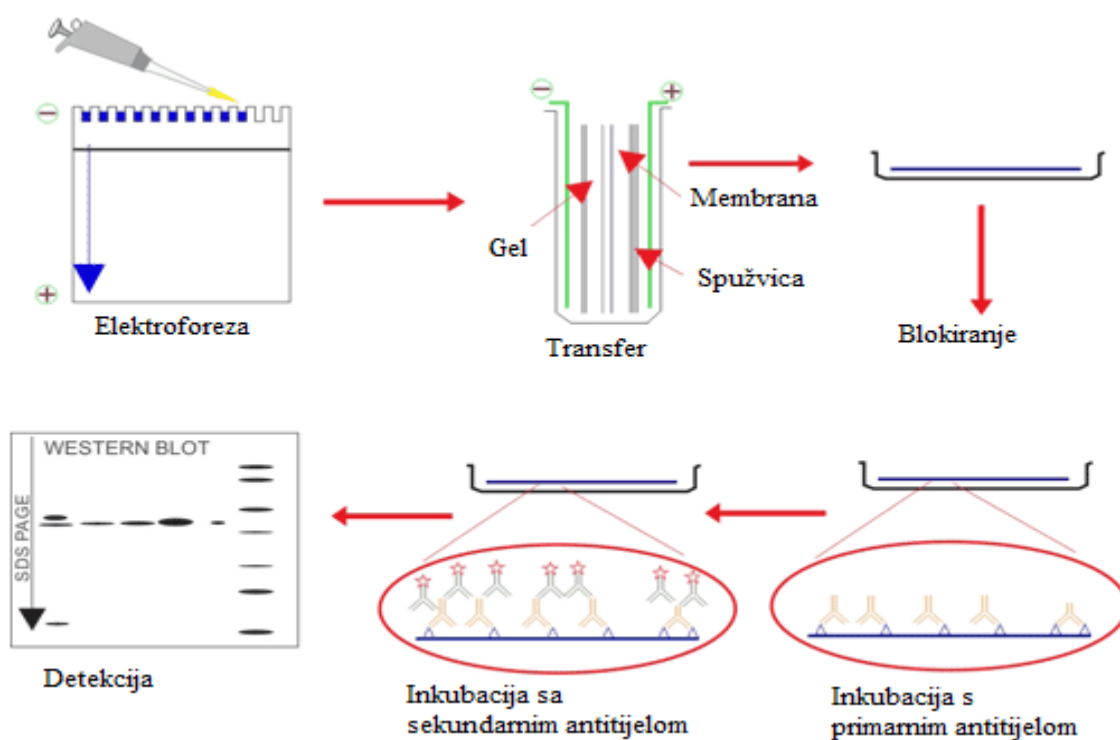 Elektroforeza
Gel
Membrana
Spužvica
Transfer
Blokiranje
WESTERN BLOT
SDS PAGE
Detekcija
Inkubacija sa
sekundarnim antitijelom
Inkubacija s
primarnim antitijelom